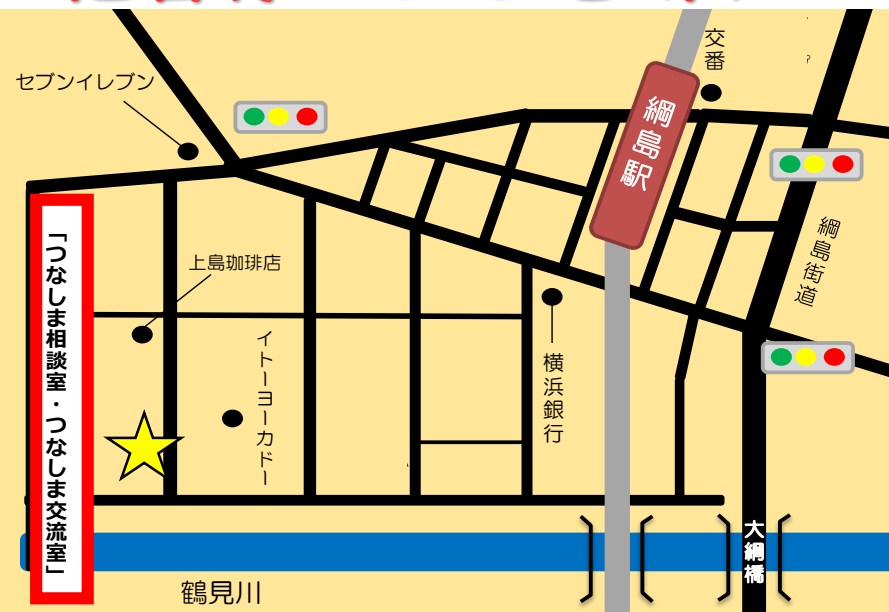 交番
セブンイレブン
綱島駅
綱島街道
「つなしま相談室・つなしま交流室」
上島珈琲店
イトーヨーカドー
横浜銀行
大綱橋
鶴見川